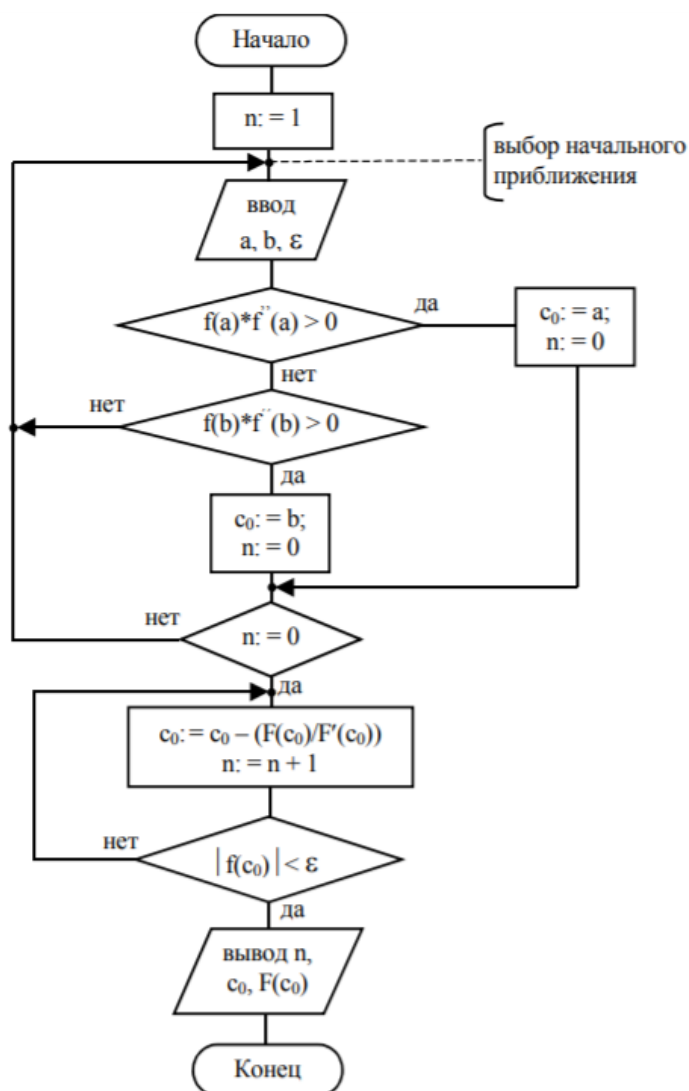 Начало
n: = 1
выбор начального
приближения
ввод
a, b, ε
f(a)*f''(a) > 0
да
c₀: = a;
n: = 0
нет
нет
f(b)*f''(b) > 0
да
c₀: = b;
n: = 0
нет
n: = 0
да
c₀: = c₀ – (F(c₀)/F′(c₀))
n: = n + 1
нет
| f(c₀) | < ε
да
вывод n,
c₀, F(c₀)
Конец